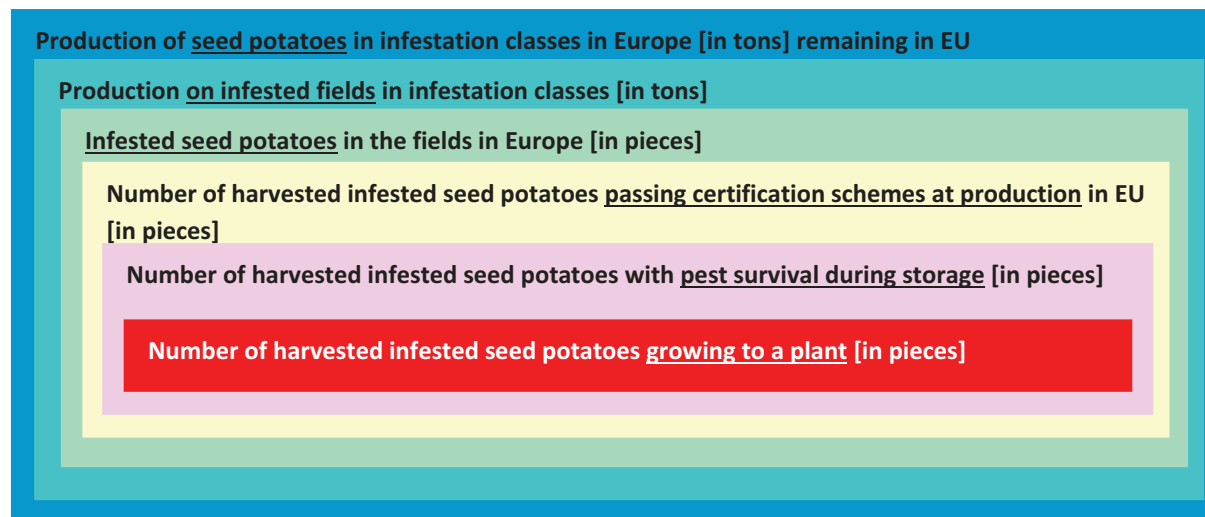 Production of seed potatoes in infestation classes in Europe [in tons] remaining in EU
Production on infested fields in infestation classes [in tons]
Infested seed potatoes in the fields in Europe [in pieces]
Number of harvested infested seed potatoes passing certification schemes at production in EU
[in pieces]
Number of harvested infested seed potatoes with pest survival during storage [in pieces]
Number of harvested infested seed potatoes growing to a plant [in pieces]